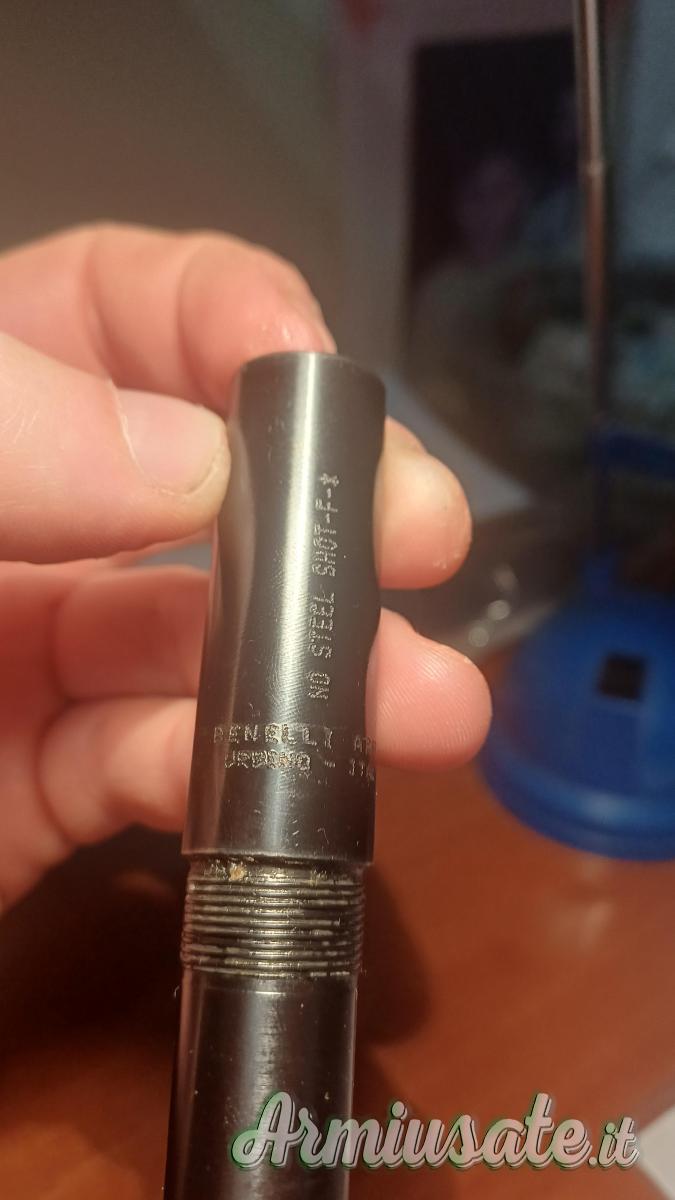 NO STEEL SHOT-F-*
BENELLI
URBINO
Armiusate.it